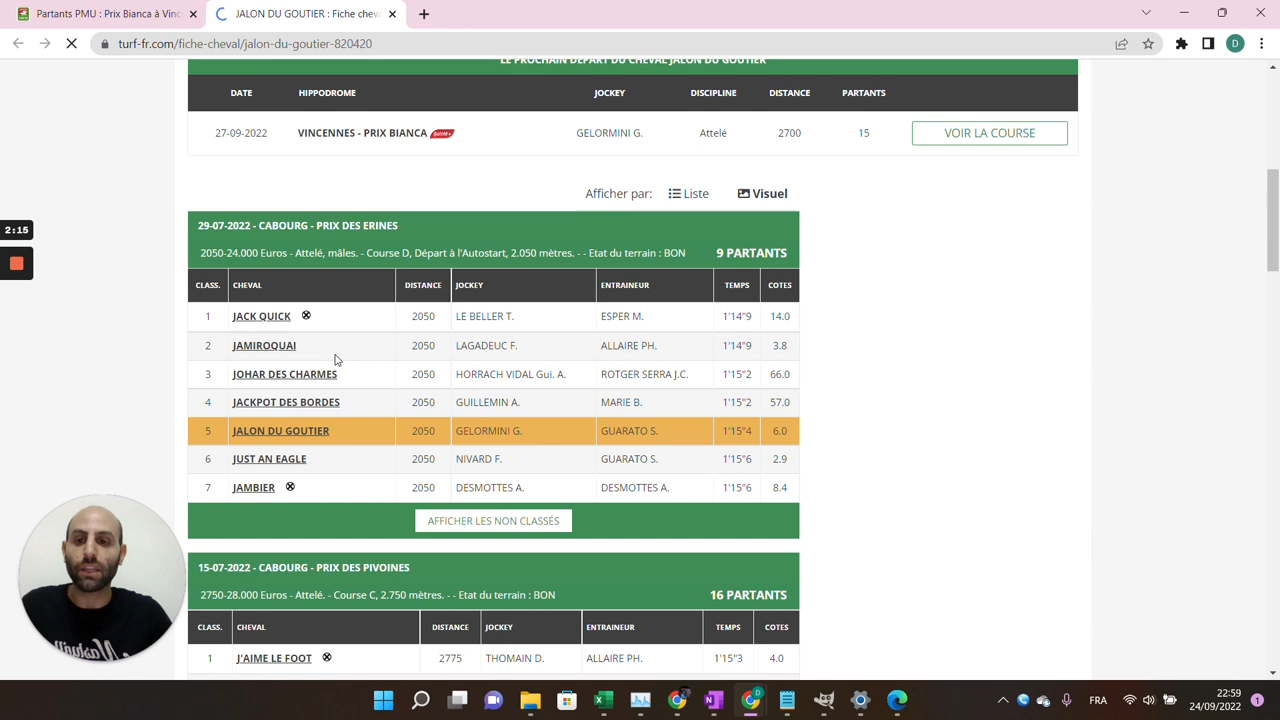 Partants PMU : Prix Bianca à Vinc
JALON DU GOUTIER : Fiche chev
turf-fr.com/fiche-cheval/jalon-du-goutier-820420
D
LE PROCHAIN DÉPART DU CHEVAL JALON DU GOUTIER
DATE HIPPODROME JOCKEY DISCIPLINE DISTANCE PARTANTS
27-09-2022 VINCENNES - PRIX BIANCA Quinté+ GELORMINI G. Attelé 2700 15 VOIR LA COURSE
Afficher par: Liste Visuel
2:15
29-07-2022 - CABOURG - PRIX DES ERINES
2050-24.000 Euros - Attelé, mâles. - Course D, Départ à l'Autostart, 2.050 mètres. - - Etat du terrain : BON 9 PARTANTS
CLASS. CHEVAL DISTANCE JOCKEY ENTRAINEUR TEMPS COTES
1 JACK QUICK 2050 LE BELLER T. ESPER M. 1'14"9 14.0
2 JAMIROQUAI 2050 LAGADEUC F. ALLAIRE PH. 1'14"9 3.8
3 JOHAR DES CHARMES 2050 HORRACH VIDAL Gui. A. ROTGER SERRA J.C. 1'15"2 66.0
4 JACKPOT DES BORDES 2050 GUILLEMIN A. MARIE B. 1'15"2 57.0
5 JALON DU GOUTIER 2050 GELORMINI G. GUARATO S. 1'15"4 6.0
6 JUST AN EAGLE 2050 NIVARD F. GUARATO S. 1'15"6 2.9
7 JAMBIER 2050 DESMOTTES A. DESMOTTES A. 1'15"6 8.4
AFFICHER LES NON CLASSÉS
15-07-2022 - CABOURG - PRIX DES PIVOINES
2750-28.000 Euros - Attelé. - Course C, 2.750 mètres. - - Etat du terrain : BON 16 PARTANTS
CLASS. CHEVAL DISTANCE JOCKEY ENTRAINEUR TEMPS COTES
1 J'AIME LE FOOT 2775 THOMAIN D. ALLAIRE PH. 1'15"3 4.0
FRA
22:59
24/09/2022
1